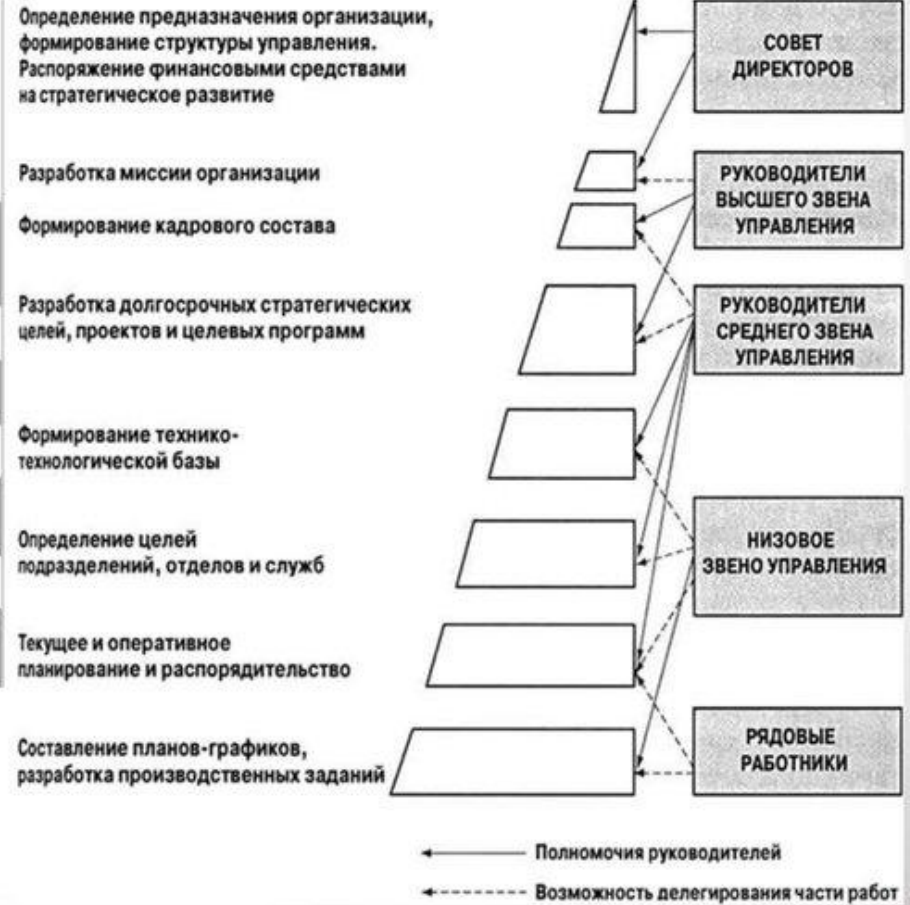 Определение предназначения организации,
формирование структуры управления.
Распоряжение финансовыми средствами
на стратегическое развитие
СОВЕТ
ДИРЕКТОРОВ
Разработка миссии организации
РУКОВОДИТЕЛИ
ВЫСШЕГО ЗВЕНА
УПРАВЛЕНИЯ
Формирование кадрового состава
Разработка долгосрочных стратегических
целей, проектов и целевых программ
РУКОВОДИТЕЛИ
СРЕДНЕГО ЗВЕНА
УПРАВЛЕНИЯ
Формирование технико-
технологической базы
Определение целей
подразделений, отделов и служб
НИЗОВОЕ
ЗВЕНО УПРАВЛЕНИЯ
Текущее и оперативное
планирование и распорядительство
Составление планов-графиков,
разработка производственных заданий
РЯДОВЫЕ
РАБОТНИКИ
Полномочия руководителей
Возможность делегирования части работ